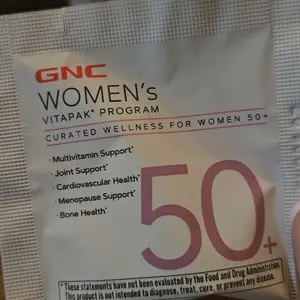 GNC
WOMEN's
VITAPAK* PROGRAM
CURATED WELLNESS FOR WOMEN 50+
• Multivitamin Support*
• Joint Support*
• Cardiovascular Health*
• Menopause Support*
• Bone Health*
50+
*These statements have not been evaluated by the Food and Drug Administration.
This product is not intended to diagnose, treat, cure, or prevent any disease.